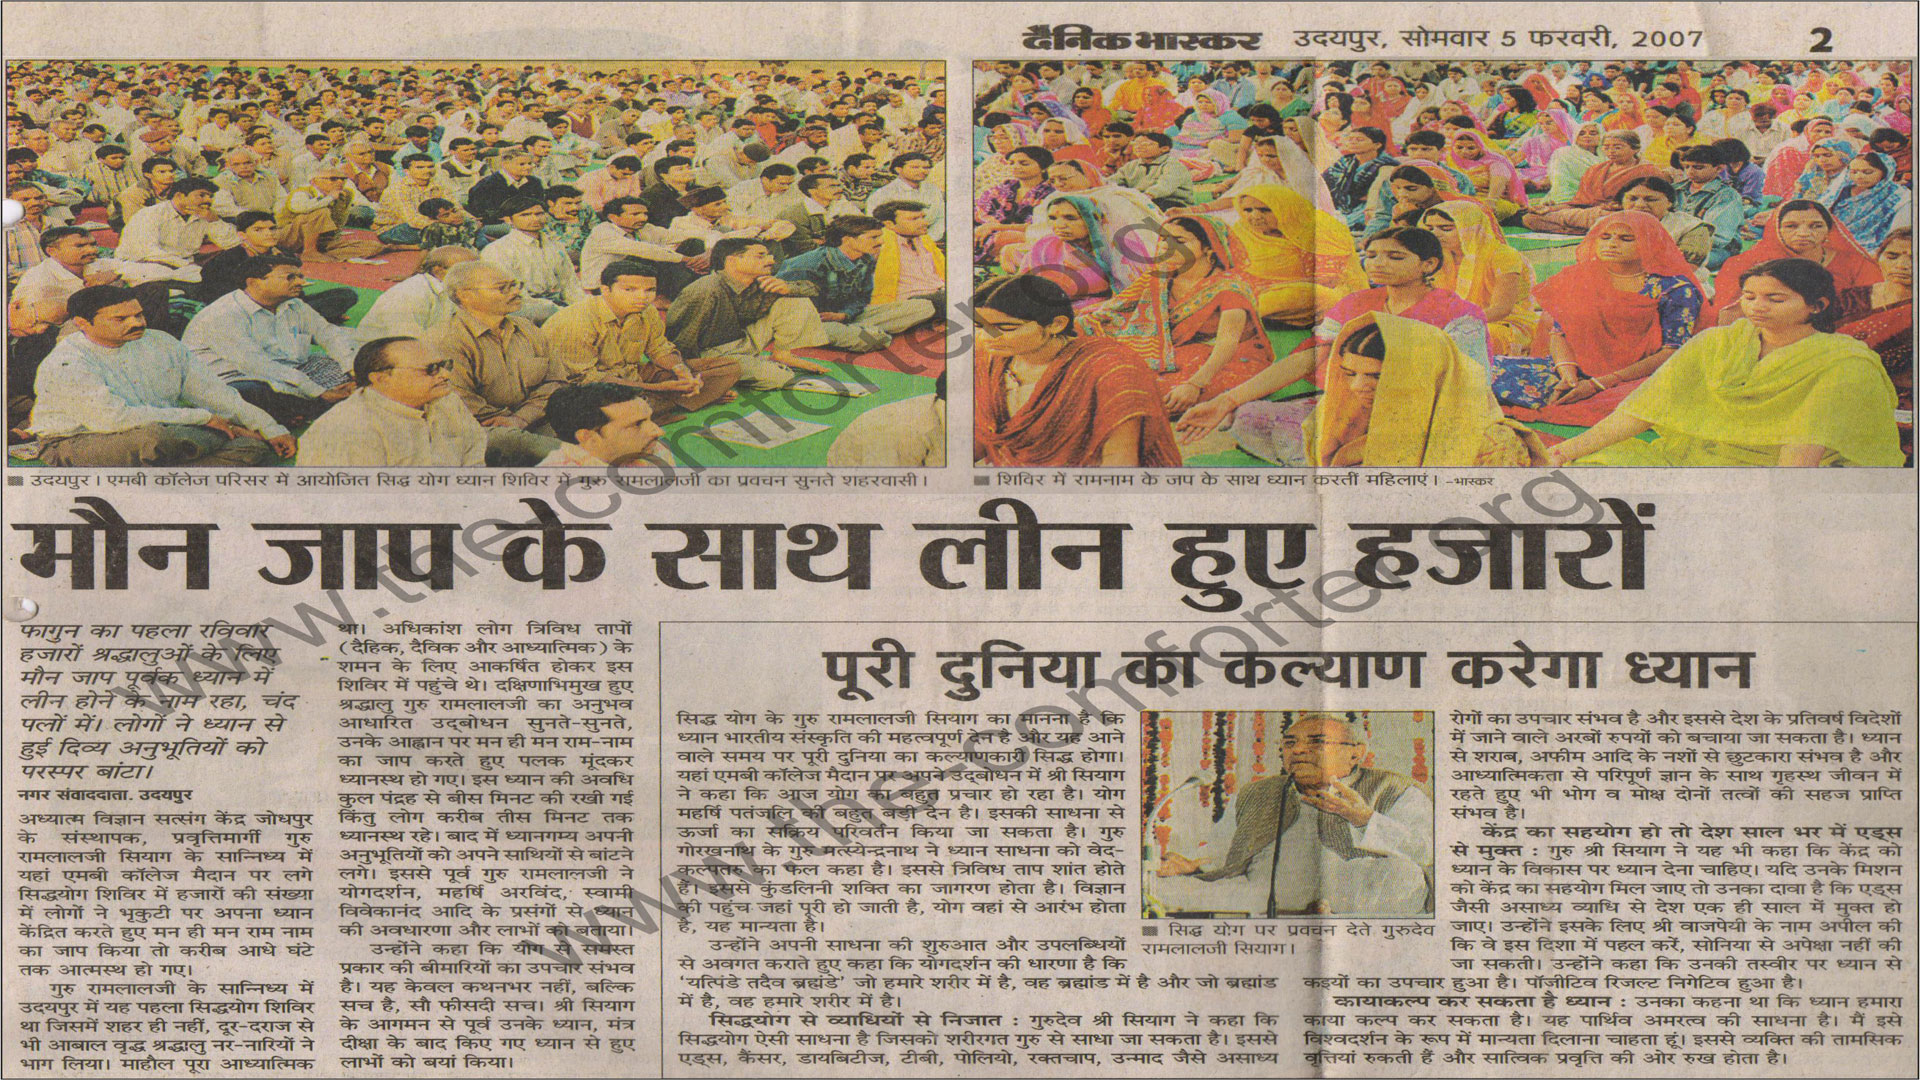 दैनिक भास्कर उदयपुर, सोमवार 5 फरवरी, 2007 2
उदयपुर। एमबी कॉलेज परिसर में आयोजित सिद्ध योग ध्यान शिविर में गुरु रामलालजी का प्रवचन सुनते शहरवासी।
शिविर में रामनाम के जप के साथ ध्यान करतीं महिलाएं। -भास्कर
मौन जाप के साथ लीन हुए हजारों
फागुन का पहला रविवार
हजारों श्रद्धालुओं के लिए
मौन जाप पूर्वक ध्यान में
लीन होने के नाम रहा, चंद
पलों में। लोगों ने ध्यान से
हुई दिव्य अनुभूतियों को
परस्पर बांटा।
नगर संवाददाता. उदयपुर
अध्यात्म विज्ञान सत्संग केंद्र जोधपुर
के संस्थापक, प्रवृत्तिमार्गी गुरु
रामलालजी सियाग के सान्निध्य में
यहां एमबी कॉलेज मैदान पर लगे
सिद्धयोग शिविर में हजारों की संख्या
में लोगों ने भृकुटी पर अपना ध्यान
केंद्रित करते हुए मन ही मन राम नाम
का जाप किया तो करीब आधे घंटे
तक आत्मस्थ हो गए।
गुरु रामलालजी के सान्निध्य में
उदयपुर में यह पहला सिद्धयोग शिविर
था जिसमें शहर ही नहीं, दूर-दराज से
भी आबाल वृद्ध श्रद्धालु नर-नारियों ने
भाग लिया। माहौल पूरा आध्यात्मिक
था। अधिकांश लोग त्रिविध तापों
(दैहिक, दैविक और आध्यात्मिक) के
शमन के लिए आकर्षित होकर इस
शिविर में पहुंचे थे। दक्षिणाभिमुख हुए
श्रद्धालु गुरु रामलालजी का अनुभव
आधारित उद्बोधन सुनते-सुनते,
उनके आह्वान पर मन ही मन राम-नाम
का जाप करते हुए पलक मूंदकर
ध्यानस्थ हो गए। इस ध्यान की अवधि
कुल पंद्रह से बीस मिनट की रखी गई
किंतु लोग करीब तीस मिनट तक
ध्यानस्थ रहे। बाद में ध्यानगम्य अपनी
अनुभूतियों को अपने साथियों से बांटने
लगे। इससे पूर्व गुरु रामलालजी ने
योगदर्शन, महर्षि अरविंद, स्वामी
विवेकानंद आदि के प्रसंगों से ध्यान
की अवधारणा और लाभों को बताया।
उन्होंने कहा कि योग से समस्त
प्रकार की बीमारियों का उपचार संभव
है। यह केवल कथनभर नहीं, बल्कि
सच है, सौ फीसदी सच। श्री सियाग
के आगमन से पूर्व उनके ध्यान, मंत्र
दीक्षा के बाद किए गए ध्यान से हुए
लाभों को बयां किया।
पूरी दुनिया का कल्याण करेगा ध्यान
सिद्ध योग के गुरु रामलालजी सियाग का मानना है कि
ध्यान भारतीय संस्कृति की महत्वपूर्ण देन है और यह आने
वाले समय पर पूरी दुनिया का कल्याणकारी सिद्ध होगा।
यहां एमबी कॉलेज मैदान पर अपने उद्बोधन में श्री सियाग
ने कहा कि आज योग का बहुत प्रचार हो रहा है। योग
महर्षि पतंजलि की बहुत बड़ी देन है। इसकी साधना से
ऊर्जा का सक्रिय परिवर्तन किया जा सकता है। गुरु
गोरखनाथ के गुरु मत्स्येन्द्रनाथ ने ध्यान साधना को वेद-
कल्पतरु का फल कहा है। इससे त्रिविध ताप शांत होते
हैं। इससे कुंडलिनी शक्ति का जागरण होता है। विज्ञान
की पहुंच जहां पूरी हो जाती है, योग वहां से आरंभ होता
है, यह मान्यता है।
उन्होंने अपनी साधना की शुरुआत और उपलब्धियों
से अवगत कराते हुए कहा कि योगदर्शन की धारणा है कि
'यत्पिंडे तदैव ब्रह्मांडे' जो हमारे शरीर में है, वह ब्रह्मांड में है और जो ब्रह्मांड
में है, वह हमारे शरीर में है।
सिद्धयोग से व्याधियों से निजात : गुरुदेव श्री सियाग ने कहा कि
सिद्धयोग ऐसी साधना है जिसको शरीरगत गुरु से साधा जा सकता है। इससे
एड्स, कैंसर, डायबिटीज, टीबी, पोलियो, रक्तचाप, उन्माद जैसे असाध्य
सिद्ध योग पर प्रवचन देते गुरुदेव
रामलालजी सियाग।
रोगों का उपचार संभव है और इससे देश के प्रतिवर्ष विदेशों
में जाने वाले अरबों रुपयों को बचाया जा सकता है। ध्यान
से शराब, अफीम आदि के नशों से छुटकारा संभव है और
आध्यात्मिकता से परिपूर्ण ज्ञान के साथ गृहस्थ जीवन में
रहते हुए भी भोग व मोक्ष दोनों तत्वों की सहज प्राप्ति
संभव है।
केंद्र का सहयोग हो तो देश साल भर में एड्स
से मुक्त : गुरु श्री सियाग ने यह भी कहा कि केंद्र को
ध्यान के विकास पर ध्यान देना चाहिए। यदि उनके मिशन
को केंद्र का सहयोग मिल जाए तो उनका दावा है कि एड्स
जैसी असाध्य व्याधि से देश एक ही साल में मुक्त हो
जाए। उन्होंने इसके लिए श्री वाजपेयी के नाम अपील की
कि वे इस दिशा में पहल करें, सोनिया से अपेक्षा नहीं की
जा सकती। उन्होंने कहा कि उनकी तस्वीर पर ध्यान से
कइयों का उपचार हुआ है। पॉजीटिव रिजल्ट निगेटिव हुआ है।
कायाकल्प कर सकता है ध्यान : उनका कहना था कि ध्यान हमारा
काया कल्प कर सकता है। यह पार्थिव अमरत्व की साधना है। मैं इसे
विश्वदर्शन के रूप में मान्यता दिलाना चाहता हूं। इससे व्यक्ति की तामसिक
वृत्तियां रुकती हैं और सात्विक प्रवृत्ति की ओर रुख होता है।
www.the-comforter.org
www.the-comforter.org